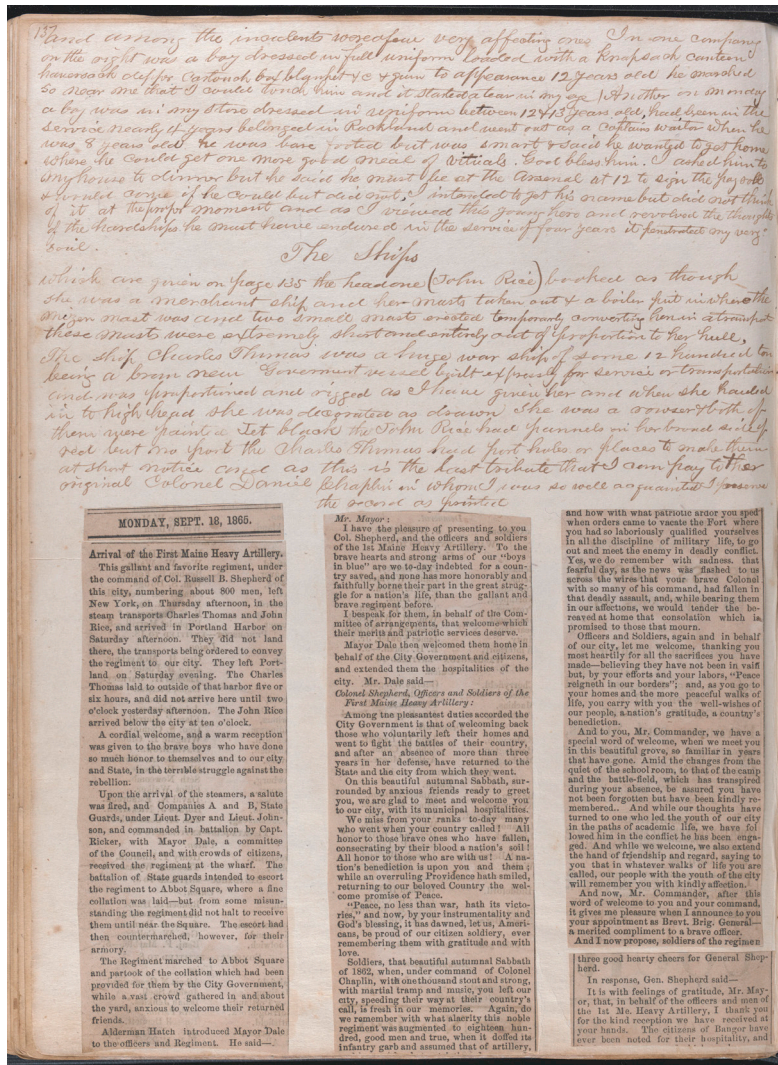 137
and among the incidents were a few very affecting ones In one company
on the right was a boy dressed in full uniform loaded with a Knapsack canteen
haversack dipper Cartouch box blanket &c & gun to appearance 12 years old he marched
so near me that I could touch him and it started a tear in my eye Another on monday
a boy was in my store dressed in uniform between 12 & 13 years old, had been in the
service nearly 4 years belonged in Rockland and went out as a Captains waitor when he
was 8 years old he was bare footed but was smart & said he wanted to get home
where he could get one more good meal of vituals. God bless him. I asked him to
my house to dinner but he said he must be at the Arsenal at 12 to sign the pay roll
& would come if he could but did not, I intended to get his name but did not think
of it at the proper moment and as I viewed this young hero and revolved the thoughts
of the hardships he must have endured in the service of four years it penetrated my very
soul.
The Ships
which are given on page 135 the head one (John Rice) looked as though
she was a merchant ship and her masts taken out & a boiler put in where the
mizen mast was and two small masts erected temporarly converting her in a transport
these masts were extremely short and entirely out of proportion to her hull,
The ship Charles Thomas was a huge war ship of some 12 hundred ton
being a bran new Goverment vessel built expressly for service or transportation
and was proportioned and rigged as I have given her and when she hauled
in to high head she was decorated as drawn She was a rowser & both of
them were paint a Jet black the John Rice had pannels in her broad side of
red but no port the Charles Thomas had port holes or places to make them
at short notice and as this is the last tribute that I can pay to ther
original Colonel Daniel Chaplin in whom I was so well acquainted I
the record as printed
MONDAY, SEPT. 18, 1865.
Arrival of the First Maine Heavy Artillery.
This gallant and favorite regiment, under
the command of Col. Russell B. Shepherd of
this city, numbering about 800 men, left
New York, on Thursday afternoon, in the
steam transports Charles Thomas and John
Rice, and arrived in Portland Harbor on
Saturday afternoon. They did not land
there, the transports being ordered to convey
the regiment to our city. They left Port-
land on Saturday evening. The Charles
Thomas laid to outside of that harbor five or
six hours, and did not arrive here until two
o'clock yesterday afternoon. The John Rice
arrived below the city at ten o'clock.
A cordial welcome, and a warm reception
was given to the brave boys who have done
so much honor to themselves and to our city
and State, in the terrible struggle against the
rebellion.
Upon the arrival of the steamers, a salute
was fired, and Companies A and B, State
Guards, under Lieut. Dyer and Lieut. John-
son, and commanded in battalion by Capt.
Ricker, with Mayor Dale, a committee
of the Council, and with crowds of citizens,
received the regiment at the wharf. The
battalion of State guards intended to escort
the regiment to Abbot Square, where a fine
collation was laid—but from some misun-
standing the regiment did not halt to receive
them until near the Square. The escort had
then countermarched, however, for their
armory.
The Regiment marched to Abbot Square
and partook of the collation which had been
provided for them by the City Government,
while a vast crowd gathered in and about
the yard, anxious to welcome their returned
friends.
Alderman Hatch introduced Mayor Dale
to the officers and Regiment. He said—
Mr. Mayor:
I have the pleasure of presenting to you
Col. Shepherd, and the officers and soldiers
of the 1st Maine Heavy Artillery. To the
brave hearts and strong arms of our "boys
in blue" are we to-day indebted for a coun-
try saved, and none has more honorably and
faithfully borne their part in the great strug-
gle for a nation's life, than the gallant and
brave regiment before.
I bespeak for them, in behalf of the Com-
mittee of arrangements, that welcome which
their merit and patriotic services deserve.
Mayor Dale then welcomed them home in
behalf of the City Government and citizens,
and extended them the hospitalities of the
city. Mr. Dale said—
Colonel Shepherd, Officers and Soldiers of the
First Maine Heavy Artillery:
Among the pleasantest duties accorded the
City Government is that of welcoming back
those who voluntarily left their homes and
went to fight the battles of their country,
and after an absence of more than three
years in her defense, have returned to the
State and the city from which they went.
On this beautiful autumnal Sabbath, sur-
rounded by anxious friends ready to greet
you, we are glad to meet and welcome you
to our city, with its municipal hospitalities.
We miss from your ranks to-day many
who went when your country called! All
honor to those brave ones who have fallen,
consecrating by their blood a nation's soil!
All honor to those who are with us! A na-
tion's benediction is upon you and them;
while an overruling Providence hath smiled,
returning to our beloved Country the wel-
come promise of Peace.
"Peace, no less than war, hath its victo-
ries," and now, by your instrumentality and
God's blessing, it has dawned, let us, Ameri-
cans, be proud of our citizen soldiery, ever
remembering them with gratitude and with
love.
Soldiers, that beautiful autumnal Sabbath
of 1862, when, under command of Colonel
Chaplin, with one thousand stout and strong,
with martial tramp and music, you left our
city, speeding their way at their country's
call, is fresh in our memories. Again, do
we remember with what alacrity this noble
regiment was augmented to eighteen hun-
dred, good men and true, when it doffed its
infantry garb and assumed that of artillery,
and how with what patriotic ardor you sped
when orders came to vacate the Fort where
you had so laboriously qualified yourselves
in all the discipline of military life, to go
out and meet the enemy in deadly conflict.
Yes, we do remember with sadness, that
fearful day, as the news was flashed to us
across the wires that your brave Colonel
with so many of his command, had fallen in
that deadly assault, and, while bearing them
in our affections, we would tender the be-
reaved at home that consolation which is
promised to those that mourn.
Officers and Soldiers, again and in behalf
of our city, let me welcome, thanking you
most heartily for all the sacrifices you have
made—believing they have not been in vain
but, by your efforts and your labors, "Peace
reigneth in our borders"; and, as you go to
your homes and the more peaceful walks of
life, you carry with you the well-wishes of
our people, a nation's gratitude, a country's
benediction.
And to you, Mr. Commander, we have a
special word of welcome, when we meet you
in this beautiful grove, so familiar in years
that have gone. Amid the changes from the
quiet of the school room, to that of the camp
and the battle-field, which has transpired
during your absence, be assured you have
not been forgotten but have been kindly re-
membered.. And while our thoughts have
turned to one who led the youth of our city
in the paths of academic life, we have fol
lowed him in the conflict he has been enga-
ged. And while we welcome, we also extend
the hand of friendship and regard, saying to
you that in whatever walks of life you are
called, our people with the youth of the city
will remember you with kindly affection.
And now, Mr. Commander, after this
word of welcome to you and your command,
it gives me pleasure when I announce to you
your appointment as Brevt. Brig. General—
a merited compliment to a brave officer.
And I now propose, soldiers of the regimen
three good hearty cheers for General Shep-
herd.
In response, Gen. Shepherd said—
It is with feelings of gratitude, Mr. May-
or, that, in behalf of the officers and men of
the 1st Me. Heavy Artillery, I thank you
for the kind reception we have received at
your hands. The citizens of Bangor have
ever been noted for their hospitality, and